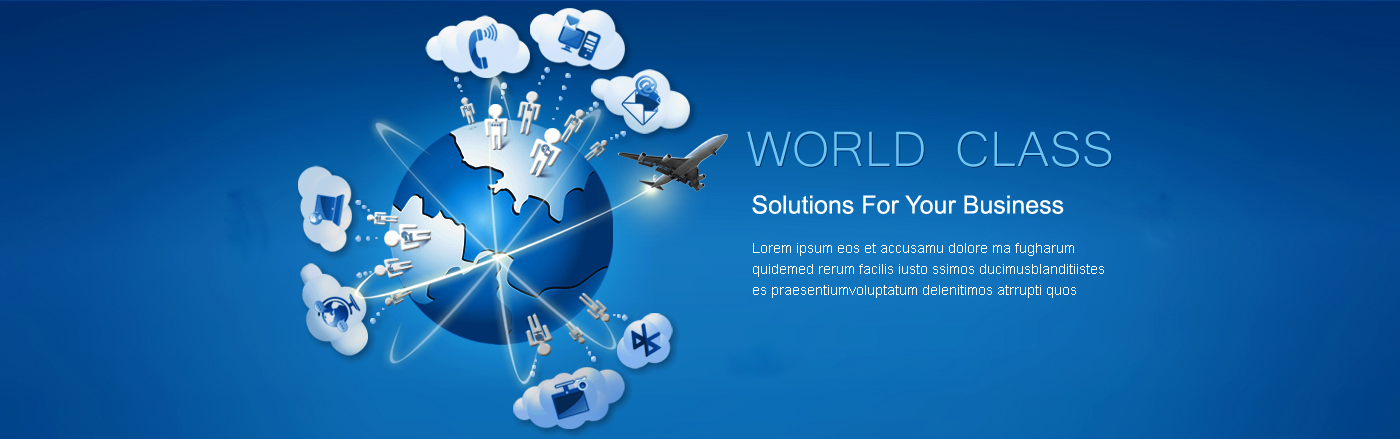 WORLD CLASS
Solutions For Your Business
Lorem ipsum eos et accusamu dolore ma fugharum
quidemed rerum facilis iusto ssimos ducimusblanditiistes
es praesentiumvoluptatum delenitimos atrrupti quos